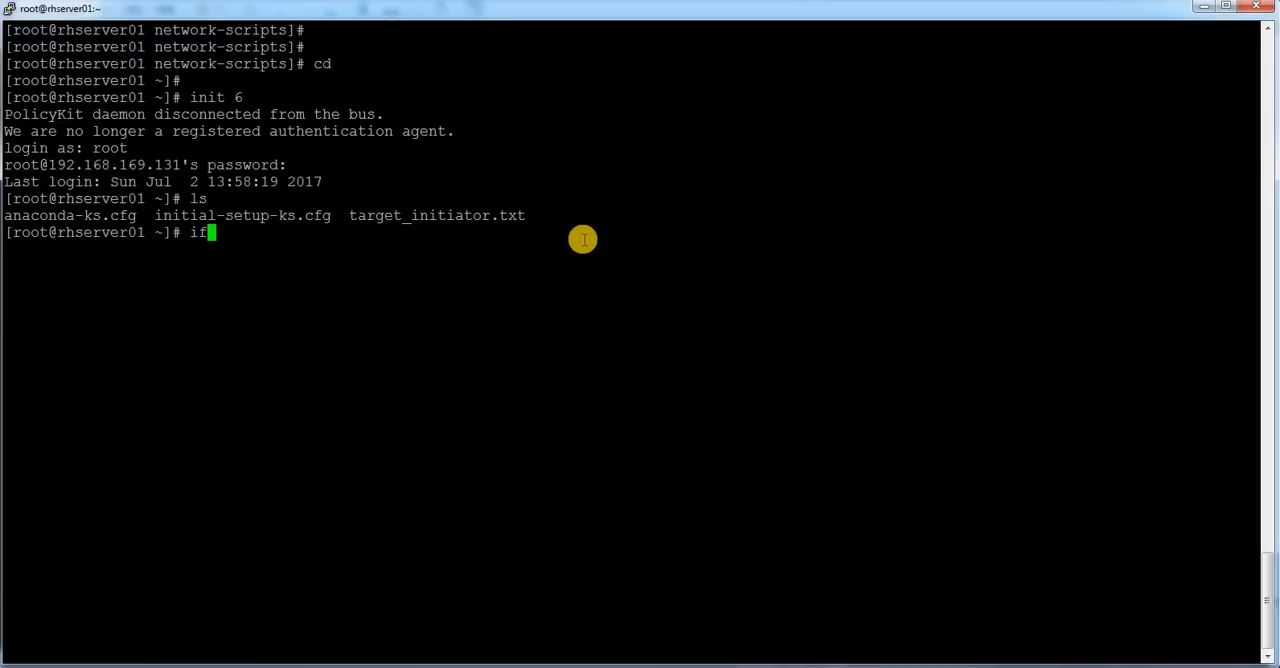 root@rhserver01:~
[root@rhserver01 network-scripts]#
[root@rhserver01 network-scripts]#
[root@rhserver01 network-scripts]# cd
[root@rhserver01 ~]#
[root@rhserver01 ~]# init 6
PolicyKit daemon disconnected from the bus.
We are no longer a registered authentication agent.
login as: root
root@192.168.169.131's password:
Last login: Sun Jul  2 13:58:19 2017
[root@rhserver01 ~]# ls
anaconda-ks.cfg  initial-setup-ks.cfg  target_initiator.txt
[root@rhserver01 ~]# if